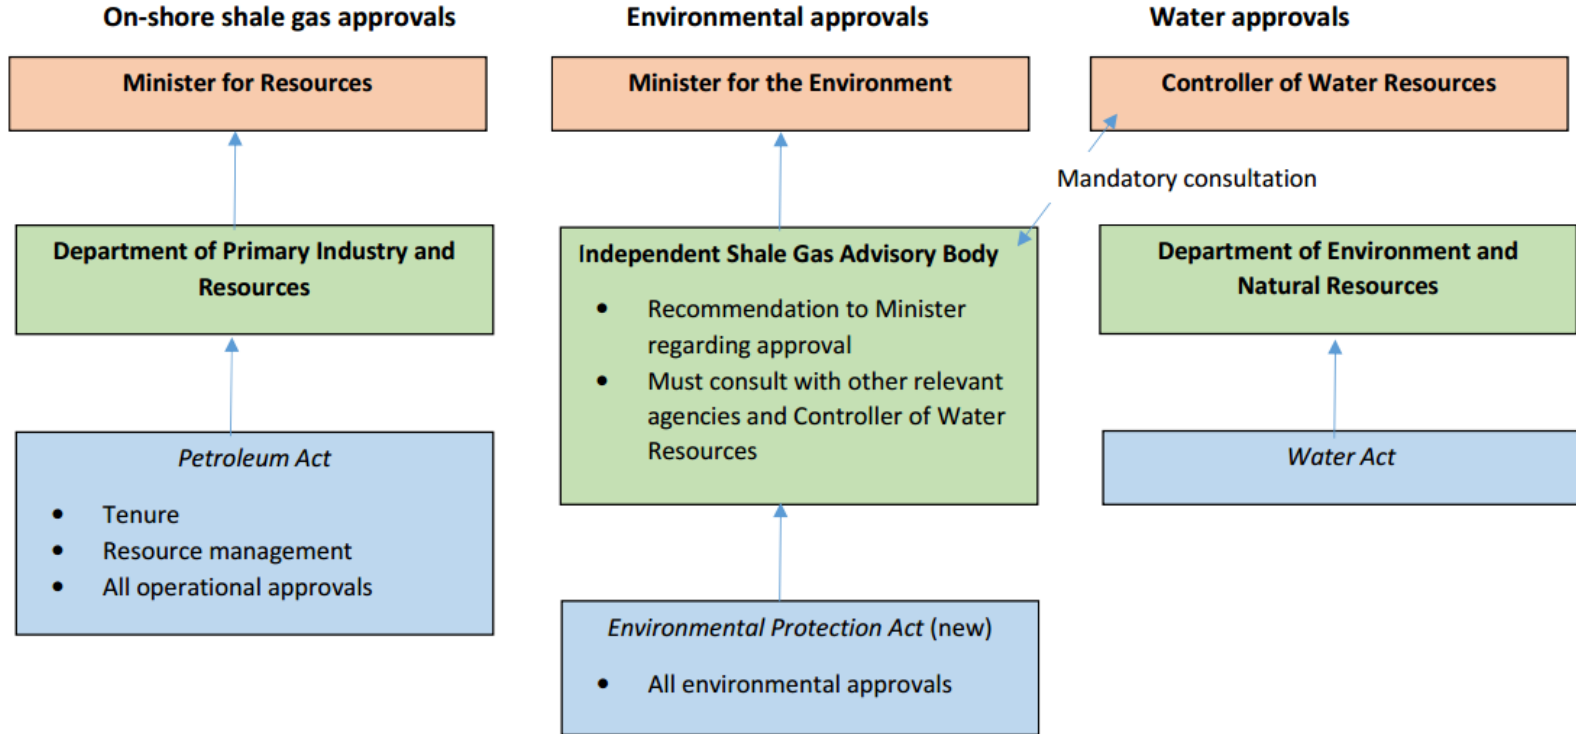 On-shore shale gas approvals
Environmental approvals
Water approvals
Minister for Resources
Minister for the Environment
Controller of Water Resources
Mandatory consultation
Department of Primary Industry and
Resources
Independent Shale Gas Advisory Body
• Recommendation to Minister
regarding approval
• Must consult with other relevant
agencies and Controller of Water
Resources
Department of Environment and
Natural Resources
Petroleum Act
• Tenure
• Resource management
• All operational approvals
Environmental Protection Act (new)
• All environmental approvals
Water Act